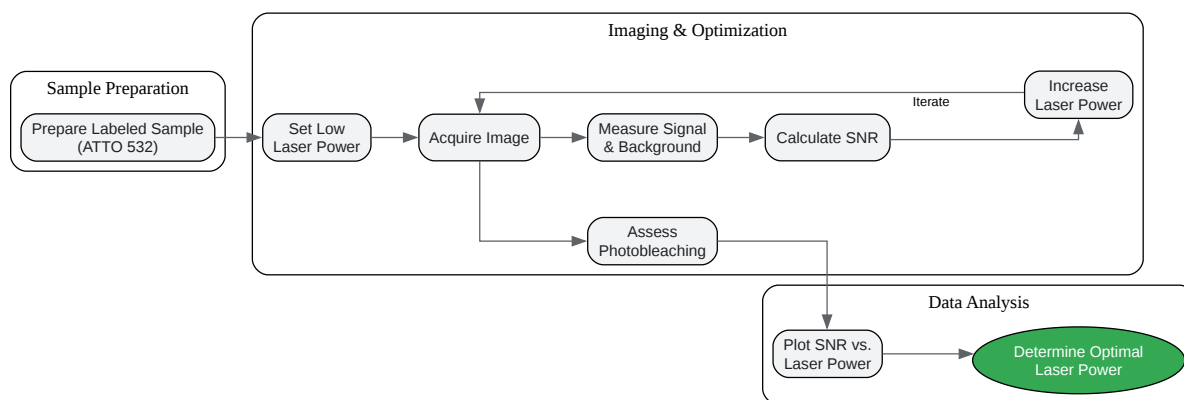 Imaging & Optimization
Sample Preparation
Prepare Labeled Sample
(ATTO 532)
Set Low
Laser Power
Acquire Image
Measure Signal
& Background
Calculate SNR
Increase
Laser Power
Iterate
Assess
Photobleaching
Data Analysis
Plot SNR vs.
Laser Power
Determine Optimal
Laser Power